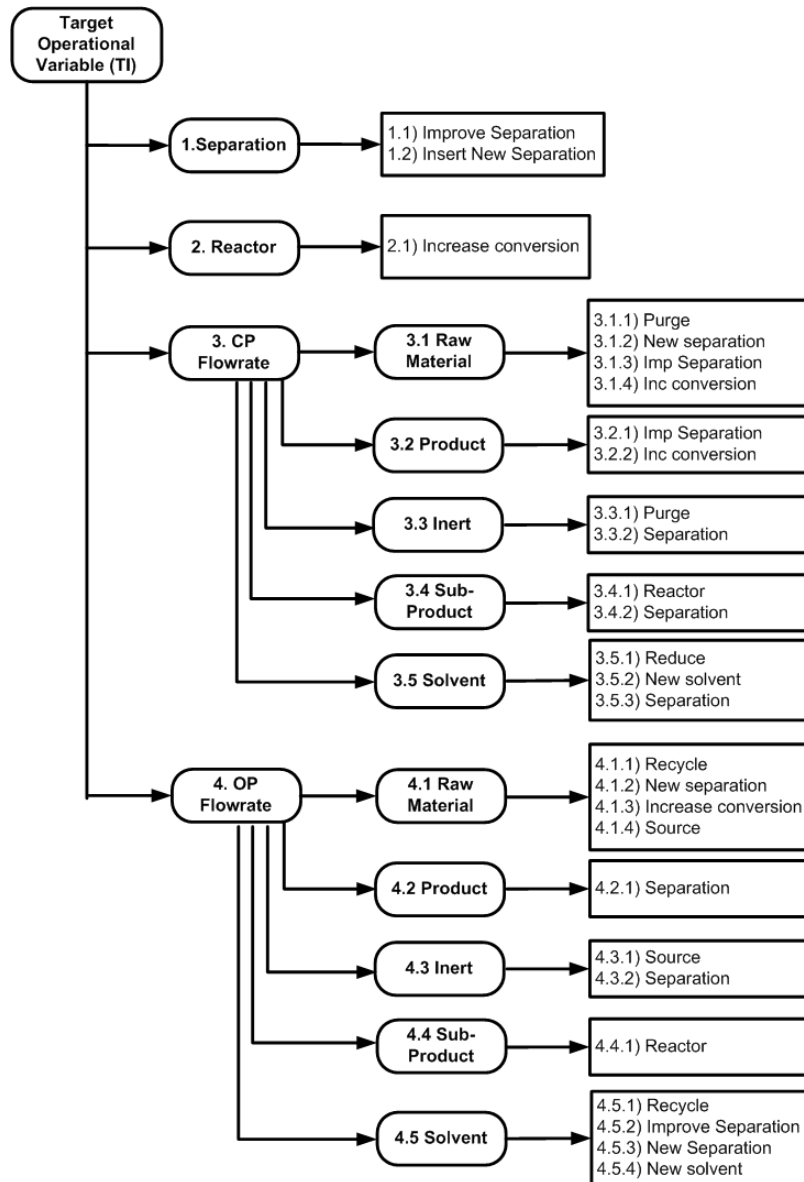 Target
Operational
Variable (TI)
1.Separation
1.1) Improve Separation
1.2) Insert New Separation
2. Reactor
2.1) Increase conversion
3. CP
Flowrate
3.1 Raw
Material
3.1.1) Purge
3.1.2) New separation
3.1.3) Imp Separation
3.1.4) Inc conversion
3.2 Product
3.2.1) Imp Separation
3.2.2) Inc conversion
3.3 Inert
3.3.1) Purge
3.3.2) Separation
3.4 Sub-
Product
3.4.1) Reactor
3.4.2) Separation
3.5 Solvent
3.5.1) Reduce
3.5.2) New solvent
3.5.3) Separation
4. OP
Flowrate
4.1 Raw
Material
4.1.1) Recycle
4.1.2) New separation
4.1.3) Increase conversion
4.1.4) Source
4.2 Product
4.2.1) Separation
4.3 Inert
4.3.1) Source
4.3.2) Separation
4.4 Sub-
Product
4.4.1) Reactor
4.5 Solvent
4.5.1) Recycle
4.5.2) Improve Separation
4.5.3) New Separation
4.5.4) New solvent